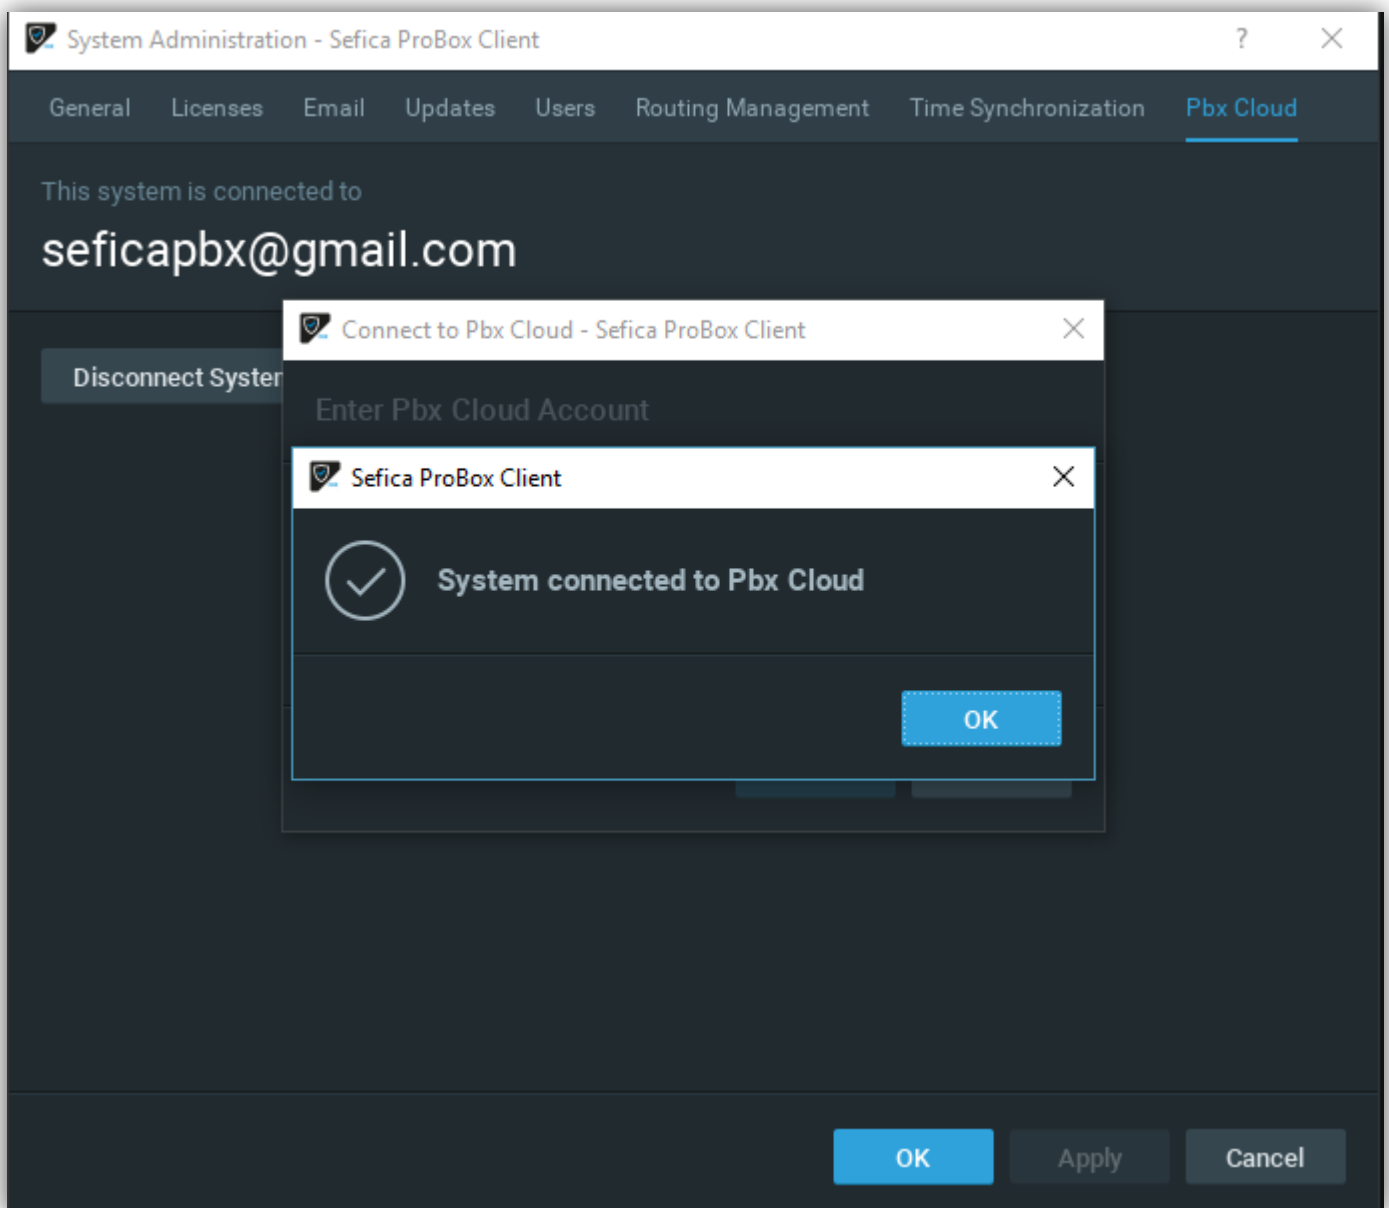 System Administration - Sefica ProBox Client
?
General Licenses Email Updates Users Routing Management Time Synchronization Pbx Cloud
This system is connected to
seficapbx@gmail.com
Connect to Pbx Cloud - Sefica ProBox Client
Disconnect System
Enter Pbx Cloud Account
Sefica ProBox Client
System connected to Pbx Cloud
OK
OK Apply Cancel